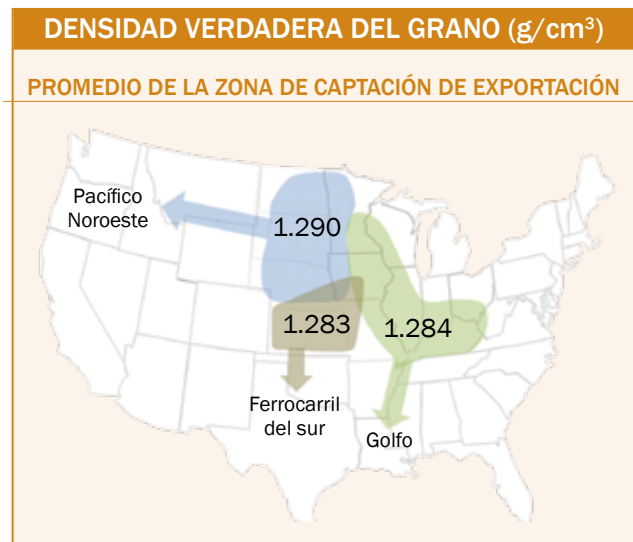 DENSIDAD VERDADERA DEL GRANO (g/cm³)
PROMEDIO DE LA ZONA DE CAPTACIÓN DE EXPORTACIÓN
Pacífico
Noroeste
1.290
1.283
1.284
Ferrocarril
del sur
Golfo